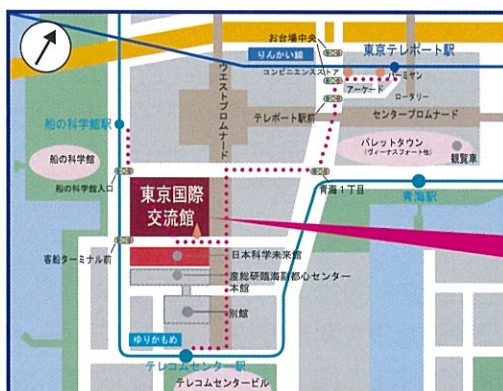 お台場中央
りんかい線
東京テレポート駅
コンビニエンスストア
バーミヤン
アーケード
ロータリー
ウエストプロムナード
テレポート駅前
センタープロムナード
船の科学館駅
パレットタウン
(ヴィーナスフォート他)
観覧車
船の科学館
船の科学館入口
青海1丁目
東京国際
交流館
青海駅
客船ターミナル前
日本科学未来館
産総研臨海副都心センター
本館
別館
ゆりかもめ
テレコムセンター駅
テレコムセンタービル